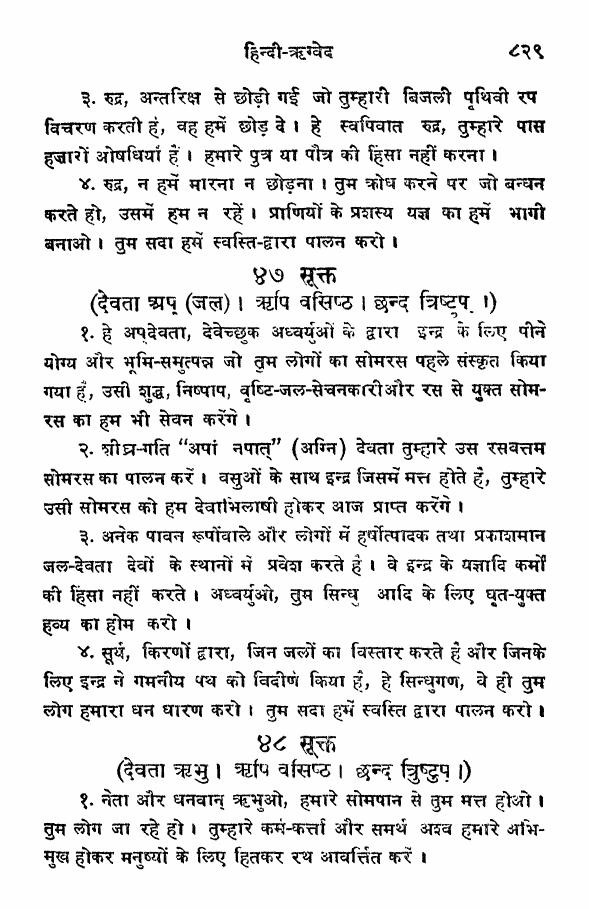 हिन्दी-ऋग्वेद ८२९
३. रुद्र, अन्तरिक्ष से छोड़ी गई जो तुम्हारी बिजली पृथिवी रप
विचरण करती है, वह हमें छोड़ दे। हे स्वपिवात रुद्र, तुम्हारे पास
हजारों ओषधियां हैं। हमारे पुत्र या पौत्र की हिंसा नहीं करना।
४. रुद्र, न हमें मारना न छोड़ना। तुम क्रोध करने पर जो बन्धन
करते हो, उसमें हम न रहें। प्राणियों के प्रशस्य यज्ञ का हमें भागी
बनाओ। तुम सदा हमें स्वस्ति-द्वारा पालन करो।
४७ सूक्त
(देवता अप् (जल)। ऋषि वसिष्ठ। छन्द त्रिष्टुप्।)
१. हे अप्देवता, देवेच्छुक अध्वर्युओं के द्वारा इन्द्र के लिए पीने
योग्य और भूमि-समुत्पन्न जो तुम लोगों का सोमरस पहले संस्कृत किया
गया है, उसी शुद्ध, निष्पाप, वृष्टि-जल-सेचनकारी और रस से युक्त सोम-
रस का हम भी सेवन करेंगे।
२. शीघ्र-गति “अपां नपात्” (अग्नि) देवता तुम्हारे उस रसवत्तम
सोमरस का पालन करें। वसुओं के साथ इन्द्र जिसमें मत्त होते हैं, तुम्हारे
उसी सोमरस को हम देवाभिलाषी होकर आज प्राप्त करेंगे।
३. अनेक पावन रूपोंवाले और लोगों में हर्षोत्पादक तथा प्रकाशमान
जल-देवता देवों के स्थानों में प्रवेश करते हैं। वे इन्द्र के यज्ञादि कर्मों
की हिंसा नहीं करते। अध्वर्युओ, तुम सिन्धु आदि के लिए घृत-युक्त
हव्य का होम करो।
४. सूर्य, किरणों द्वारा, जिन जलों का विस्तार करते हैं और जिनके
लिए इन्द्र ने गमनीय पथ को विदीर्ण किया है, हे सिन्धुगण, वे ही तुम
लोग हमारा धन धारण करो। तुम सदा हमें स्वस्ति द्वारा पालन करो।
४८ सूक्त
(देवता ऋभु। ऋषि वसिष्ठ। छन्द त्रिष्टुप्।)
१. नेता और धनवान् ऋभुओ, हमारे सोमपान से तुम मत्त होओ।
तुम लोग जा रहे हो। तुम्हारे कर्म-कर्त्ता और समर्थ अश्व हमारे अभि-
मुख होकर मनुष्यों के लिए हितकर रथ आवर्त्तित करें।